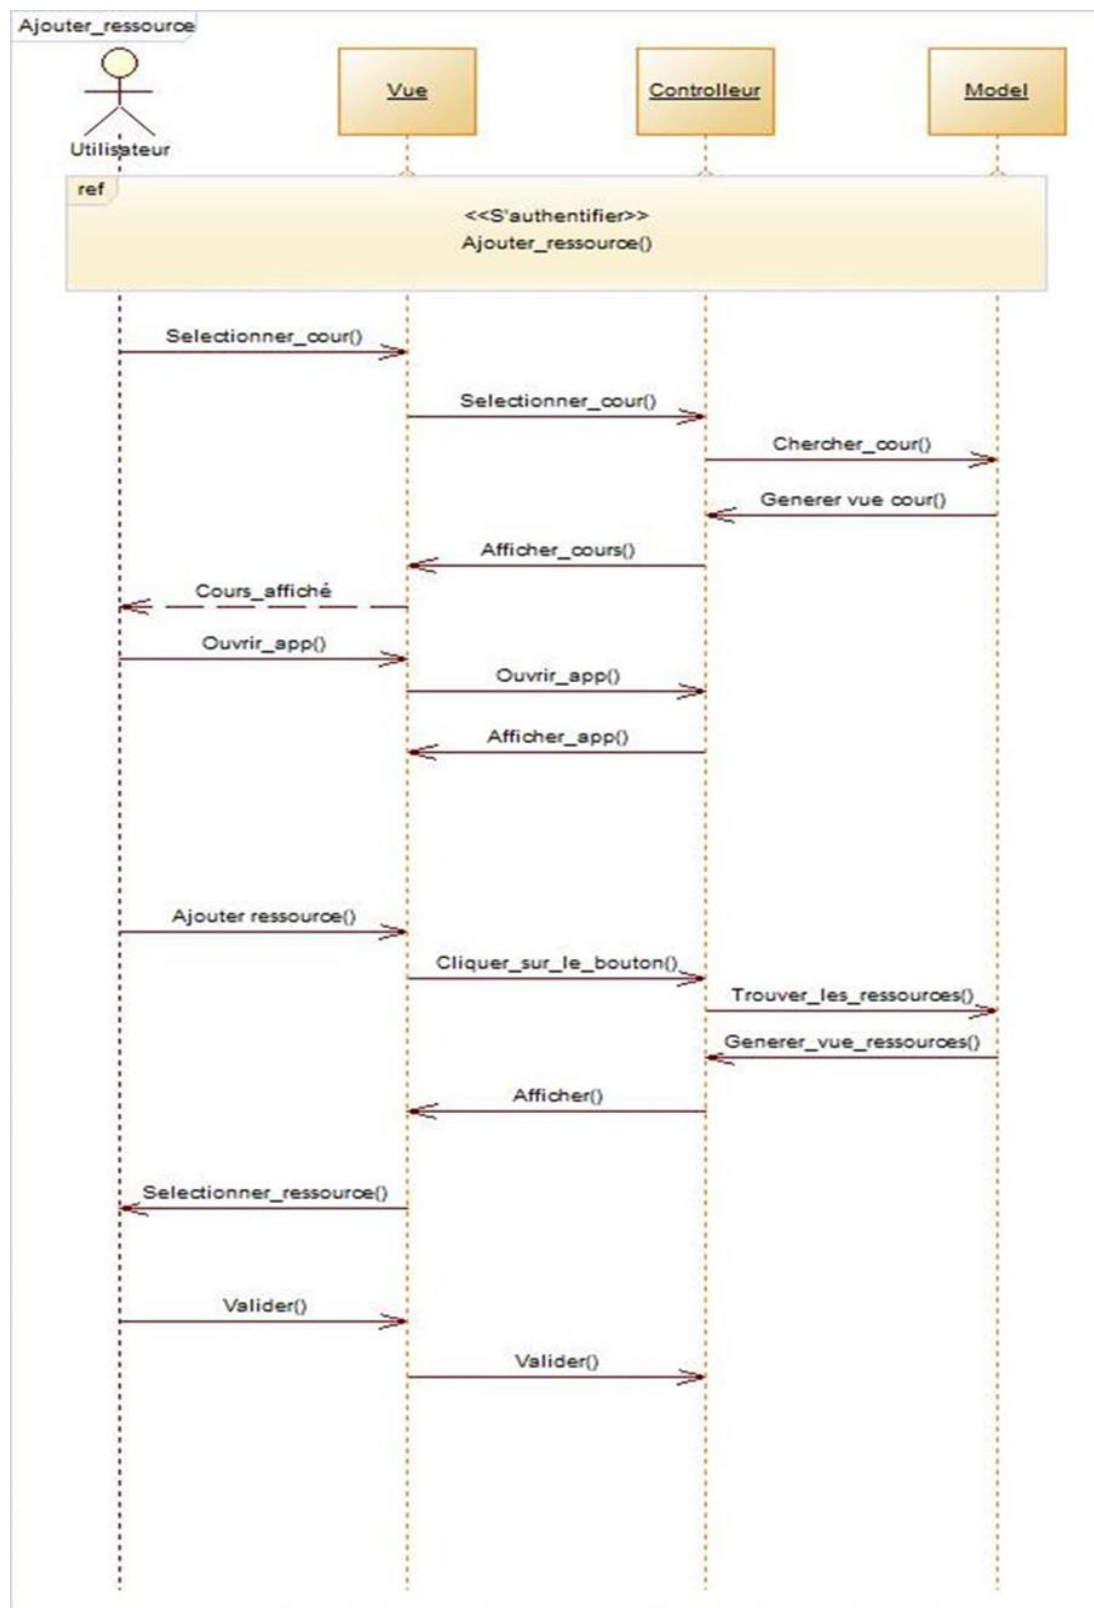 Ajouter_ressource
Utilisateur
Vue
Controlleur
Model
ref
<<S'authentifier>>
Ajouter_ressource()
Selectionner_cour()
Selectionner_cour()
Chercher_cour()
Generer vue cour()
Afficher_cours()
Cours_affiché
Ouvrir_app()
Ouvrir_app()
Afficher_app()
Ajouter ressource()
Cliquer_sur_le_bouton()
Trouver_les_ressources()
Generer_vue_ressources()
Afficher()
Selectionner_ressource()
Valider()
Valider()